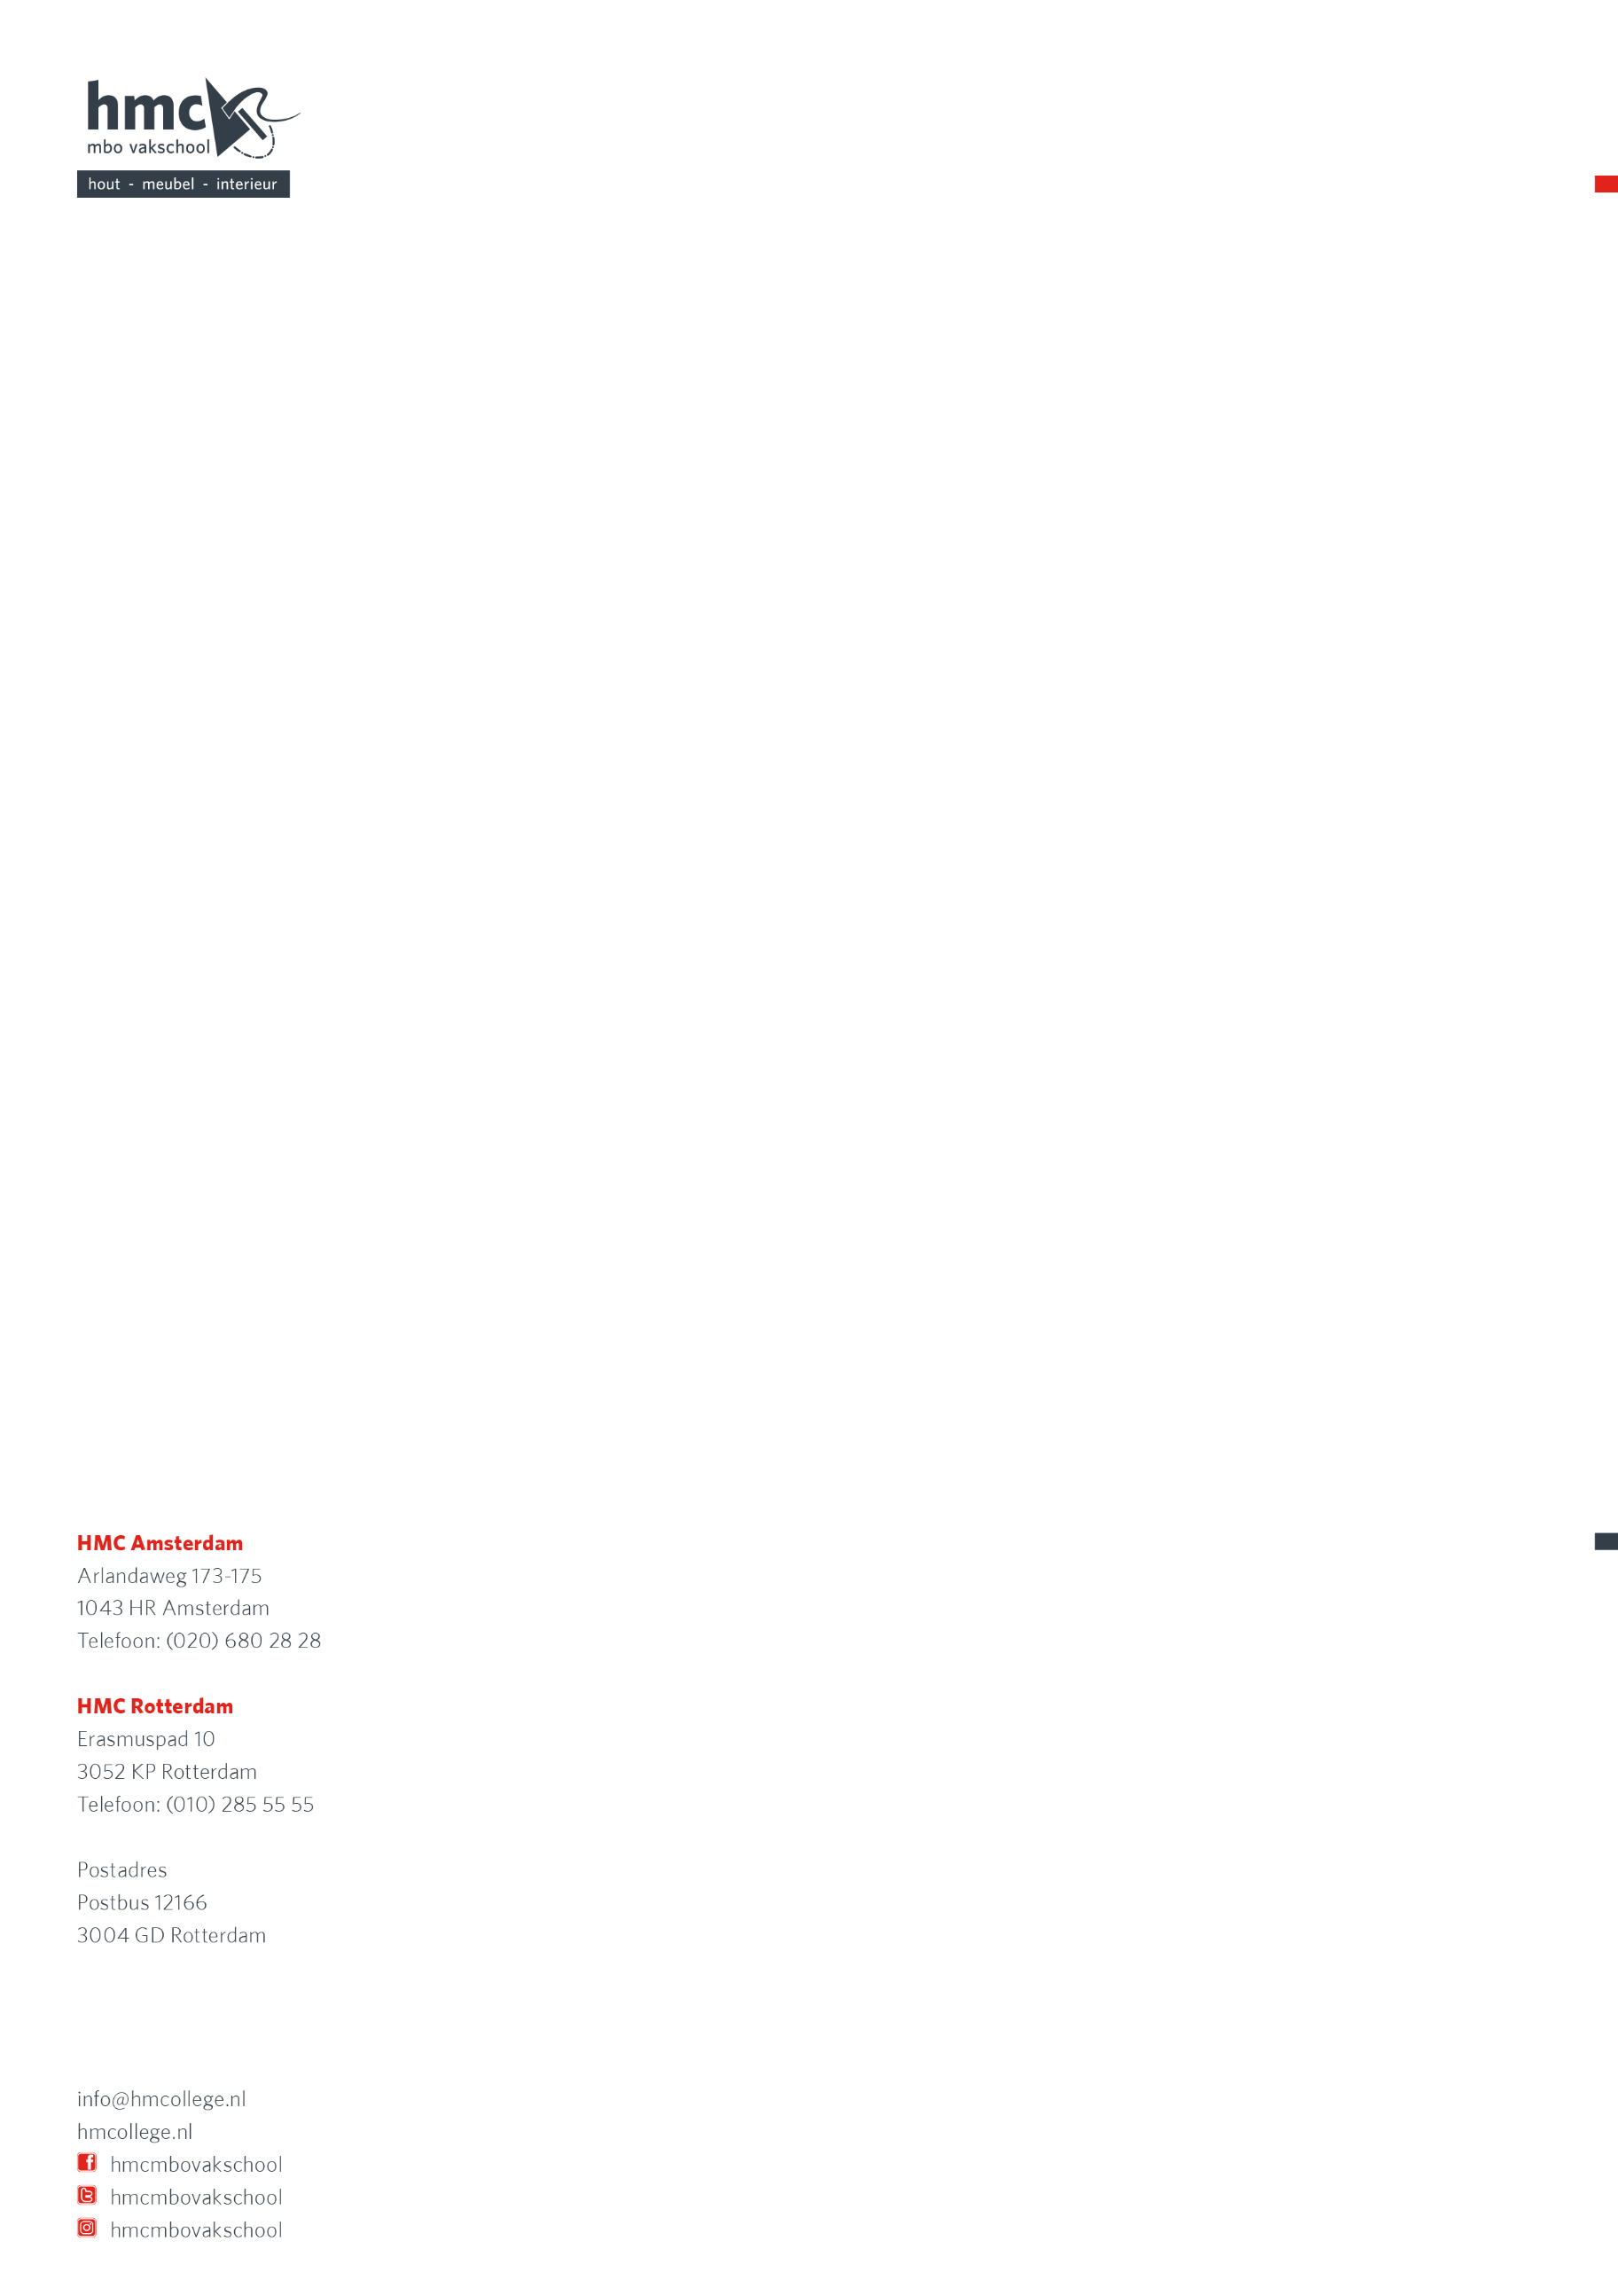 hmc
mbo vakschool
hout - meubel - interieur
HMC Amsterdam
Arlandaweg 173-175
1043 HR Amsterdam
Telefoon: (020) 680 28 28
HMC Rotterdam
Erasmuspad 10
3052 KP Rotterdam
Telefoon: (010) 285 55 55
Postadres
Postbus 12166
3004 GD Rotterdam
info@hmcollege.nl
hmcollege.nl
hmcmbovakschool
hmcmbovakschool
hmcmbovakschool